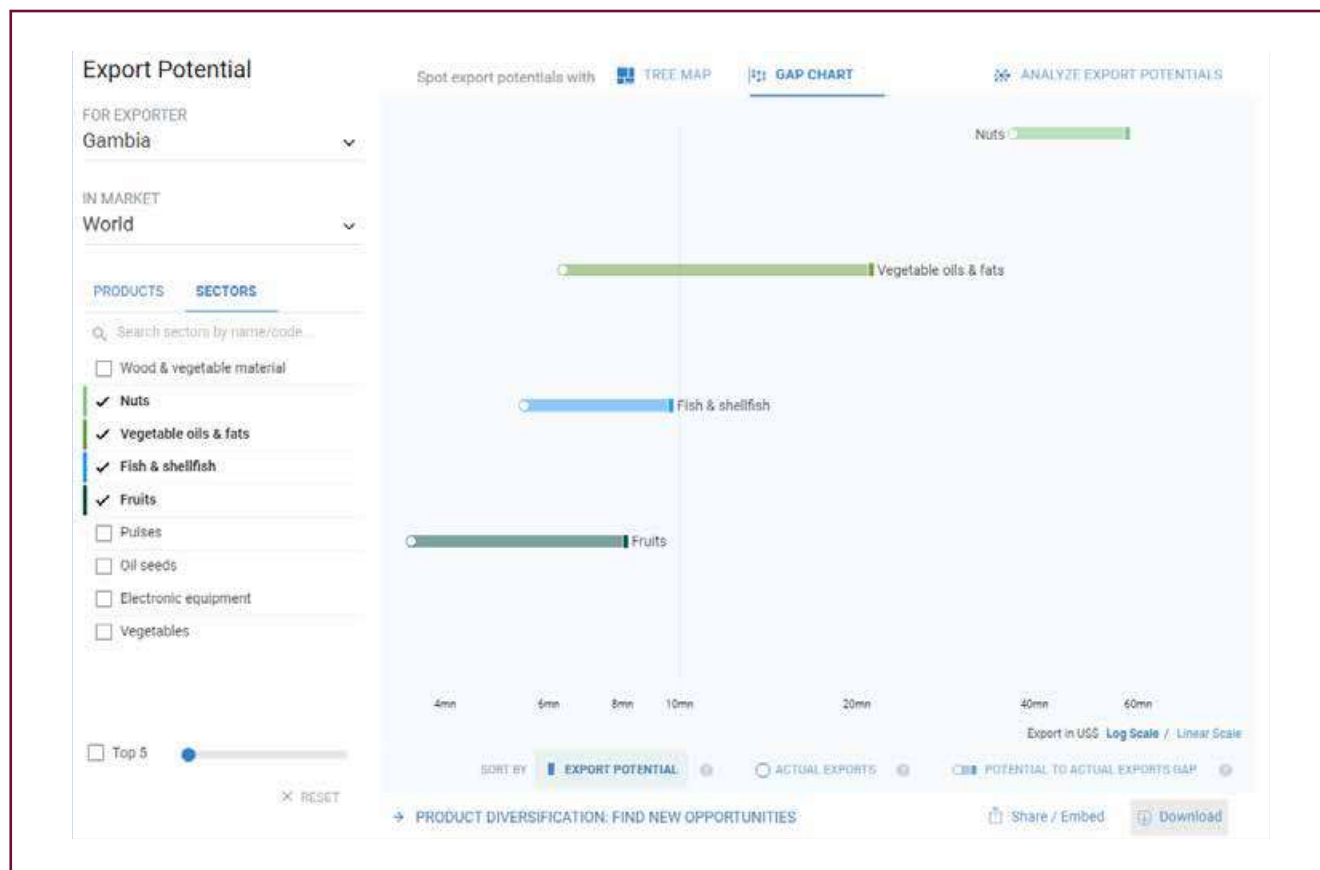 Export Potential
FOR EXPORTER
Gambia
IN MARKET
World
PRODUCTS SECTORS
Search sectors by name/code...
Wood & vegetable material
Nuts
Vegetable oils & fats
Fish & shellfish
Fruits
Pulses
Oil seeds
Electronic equipment
Vegetables
Top 5
RESET
Spot export potentials with TREE MAP GAP CHART ANALYZE EXPORT POTENTIALS
Nuts
Vegetable oils & fats
Fish & shellfish
Fruits
4mn 6mn 8mn 10mn 20mn 40mn 60mn
Export in US$ Log Scale / Linear Scale
SORT BY EXPORT POTENTIAL ACTUAL EXPORTS POTENTIAL TO ACTUAL EXPORTS GAP
PRODUCT DIVERSIFICATION: FIND NEW OPPORTUNITIES Share / Embed Download